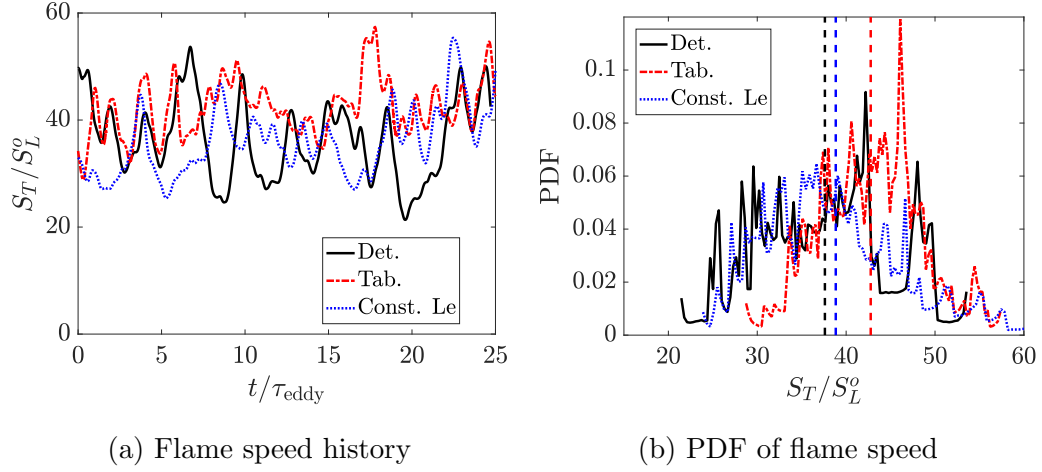 60
40
20
0
S_T/S_L^o
Det.
Tab.
Const. Le
0 5 10 15 20 25
t/τ_eddy
(a) Flame speed history
0.1
0.08
0.06
0.04
0.02
0
PDF
Det.
Tab.
Const. Le
20 30 40 50 60
S_T/S_L^o
(b) PDF of flame speed